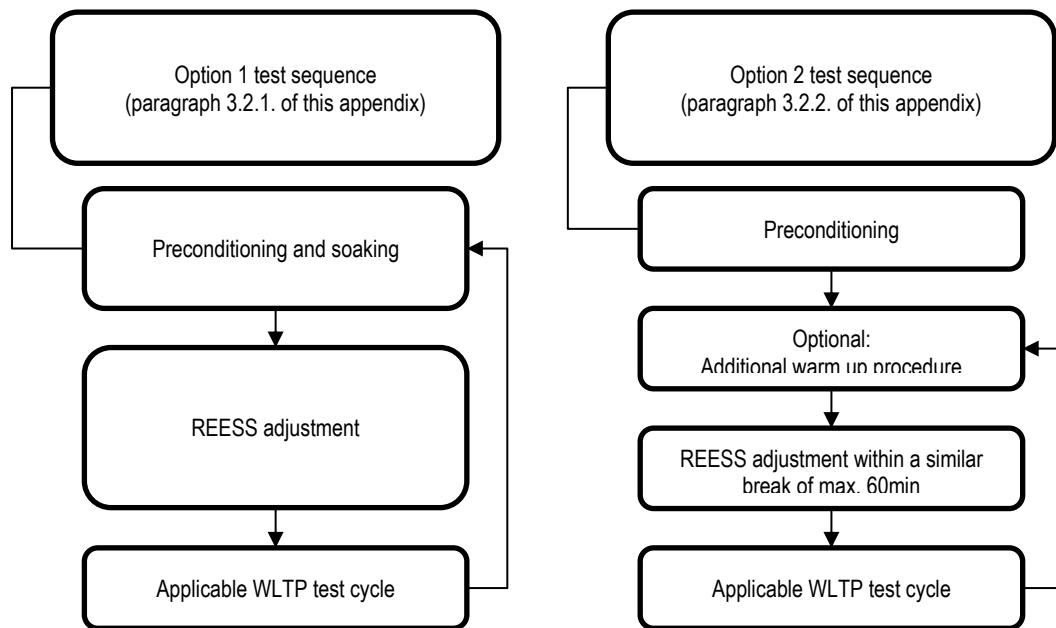 Option 1 test sequence
(paragraph 3.2.1. of this appendix)
Preconditioning and soaking
REESS adjustment
Applicable WLTP test cycle
Option 2 test sequence
(paragraph 3.2.2. of this appendix)
Preconditioning
Optional:
Additional warm up procedure
REESS adjustment within a similar
break of max. 60min
Applicable WLTP test cycle